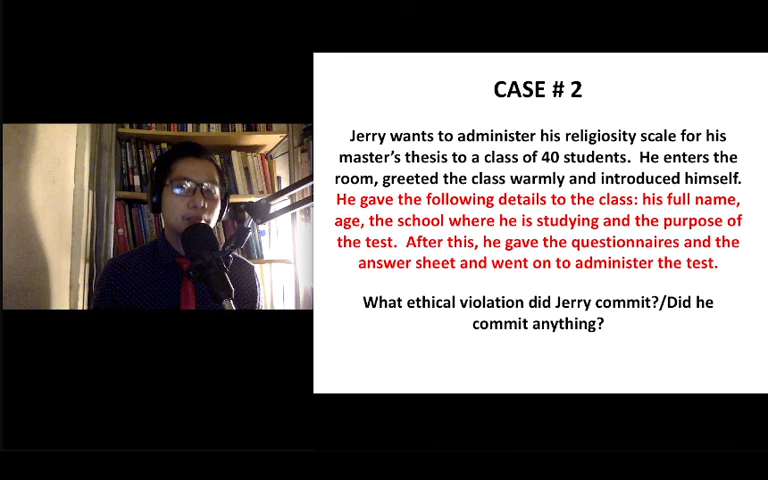 CASE # 2
Jerry wants to administer his religiosity scale for his
master's thesis to a class of 40 students.  He enters the
room, greeted the class warmly and introduced himself.
He gave the following details to the class: his full name,
age, the school where he is studying and the purpose of
the test.  After this, he gave the questionnaires and the
answer sheet and went on to administer the test.
What ethical violation did Jerry commit?/Did he
commit anything?